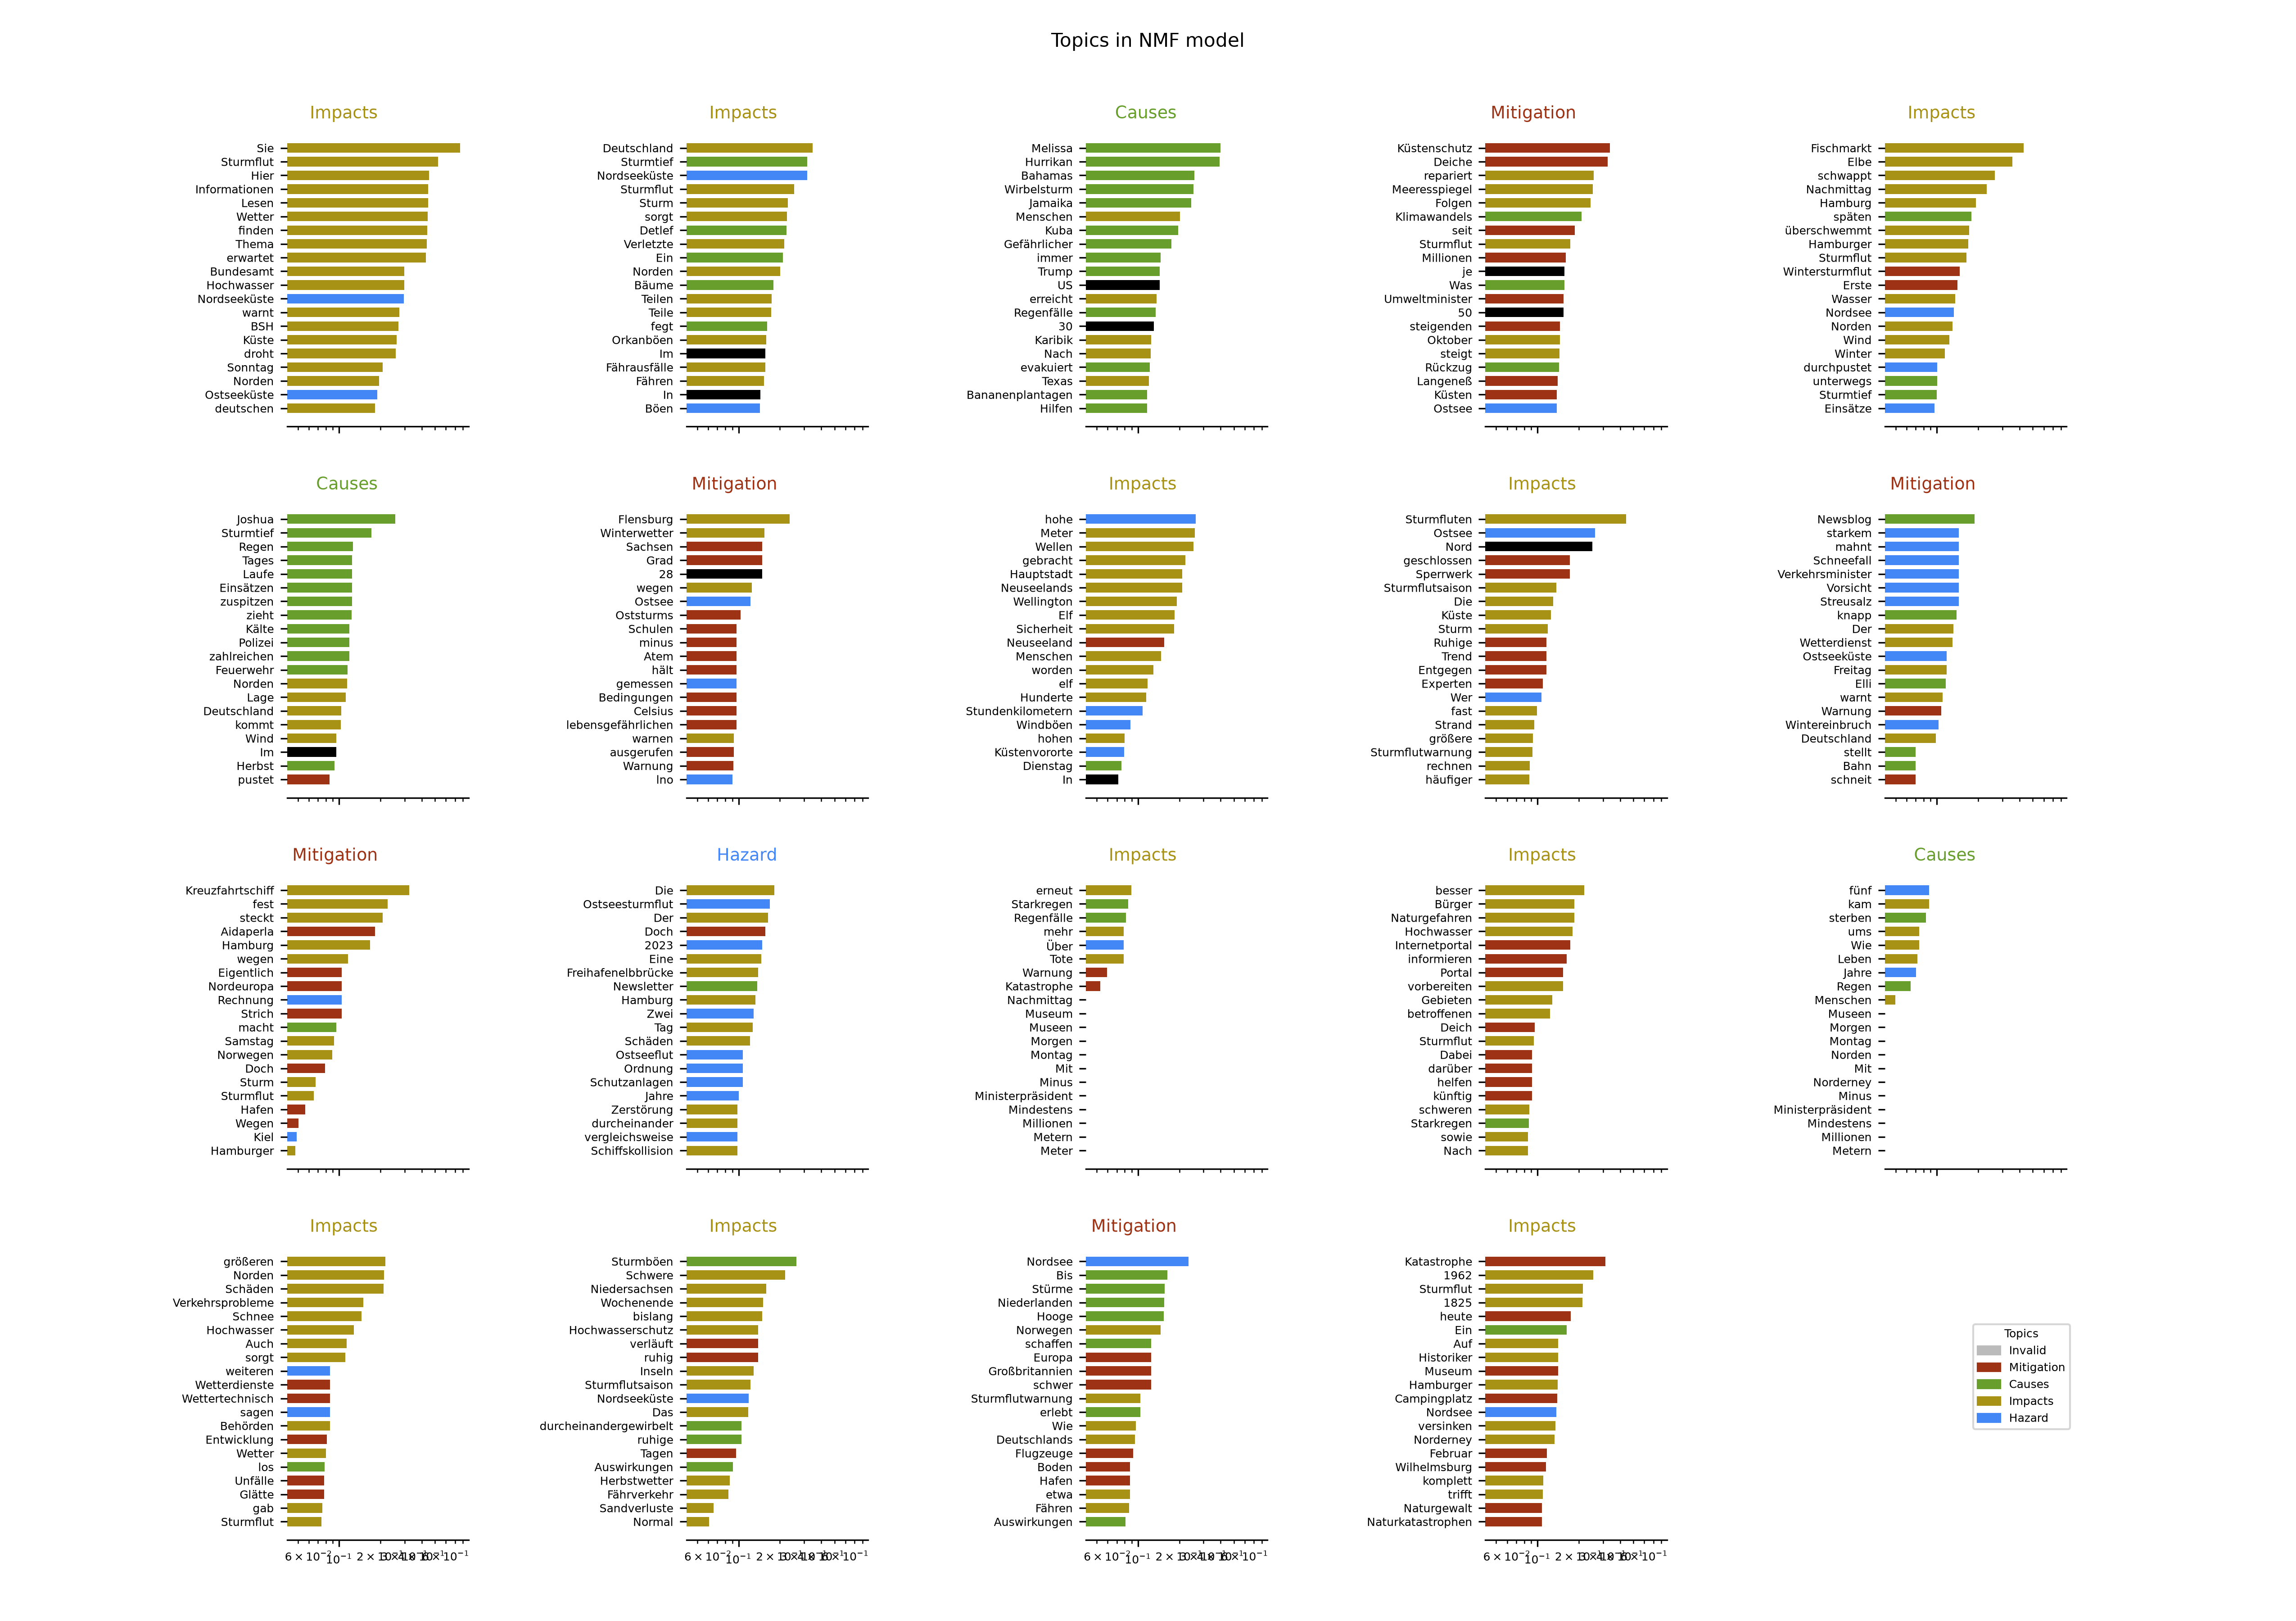 Topics in NMF model
Impacts
Sie
Sturmflut
Hier
Informationen
Lesen
Wetter
finden
Thema
erwartet
Bundesamt
Hochwasser
Nordseeküste
warnt
BSH
Küste
droht
Sonntag
Norden
Ostseeküste
deutschen
Impacts
Deutschland
Sturmtief
Nordseeküste
Sturmflut
Sturm
sorgt
Detlef
Verletzte
Ein
Norden
Bäume
Teilen
Teile
fegt
Orkanböen
Im
Fährausfälle
Fähren
In
Böen
Causes
Melissa
Hurrikan
Bahamas
Wirbelsturm
Jamaika
Menschen
Kuba
Gefährlicher
immer
Trump
US
erreicht
Regenfälle
30
Karibik
Nach
evakuiert
Texas
Bananenplantagen
Hilfen
Mitigation
Küstenschutz
Deiche
repariert
Meeresspiegel
Folgen
Klimawandels
seit
Sturmflut
Millionen
je
Was
Umweltminister
50
steigenden
Oktober
steigt
Rückzug
Langeneß
Küsten
Ostsee
Impacts
Fischmarkt
Elbe
schwappt
Nachmittag
Hamburg
späten
überschwemmt
Hamburger
Sturmflut
Wintersturmflut
Erste
Wasser
Nordsee
Norden
Wind
Winter
durchpustet
unterwegs
Sturmtief
Einsätze
Causes
Joshua
Sturmtief
Regen
Tages
Laufe
Einsätzen
zuspitzen
zieht
Kälte
Polizei
zahlreichen
Feuerwehr
Norden
Lage
Deutschland
kommt
Wind
Im
Herbst
pustet
Mitigation
Flensburg
Winterwetter
Sachsen
Grad
28
wegen
Ostsee
Oststurms
Schulen
minus
Atem
hält
gemessen
Bedingungen
Celsius
lebensgefährlichen
warnen
ausgerufen
Warnung
Ino
Impacts
hohe
Meter
Wellen
gebracht
Hauptstadt
Neuseelands
Wellington
Elf
Sicherheit
Neuseeland
Menschen
worden
elf
Hunderte
Stundenkilometern
Windböen
hohen
Küstenvororte
Dienstag
In
Impacts
Sturmfluten
Ostsee
Nord
geschlossen
Sperrwerk
Sturmflutsaison
Die
Küste
Sturm
Ruhige
Trend
Entgegen
Experten
Wer
fast
Strand
größere
Sturmflutwarnung
rechnen
häufiger
Mitigation
Newsblog
starkem
mahnt
Schneefall
Verkehrsminister
Vorsicht
Streusalz
knapp
Der
Wetterdienst
Ostseeküste
Freitag
Elli
warnt
Warnung
Wintereinbruch
Deutschland
stellt
Bahn
schneit
Mitigation
Kreuzfahrtschiff
fest
steckt
Aidaperla
Hamburg
wegen
Eigentlich
Nordeuropa
Rechnung
Strich
macht
Samstag
Norwegen
Doch
Sturm
Sturmflut
Hafen
Wegen
Kiel
Hamburger
Hazard
Die
Ostseesturmflut
Der
Doch
2023
Eine
Freihafenelbbrücke
Newsletter
Hamburg
Zwei
Tag
Schäden
Ostseeflut
Ordnung
Schutzanlagen
Jahre
Zerstörung
durcheinander
vergleichsweise
Schiffskollision
Impacts
erneut
Starkregen
Regenfälle
mehr
Über
Tote
Warnung
Katastrophe
Nachmittag
Museum
Museen
Morgen
Montag
Mit
Minus
Ministerpräsident
Mindestens
Millionen
Metern
Meter
Impacts
besser
Bürger
Naturgefahren
Hochwasser
Internetportal
informieren
Portal
vorbereiten
Gebieten
betroffenen
Deich
Sturmflut
Dabei
darüber
helfen
künftig
schweren
Starkregen
sowie
Nach
Causes
fünf
kam
sterben
ums
Wie
Leben
Jahre
Regen
Menschen
Museen
Morgen
Montag
Norden
Mit
Norderney
Minus
Ministerpräsident
Mindestens
Millionen
Metern
Impacts
größeren
Norden
Schäden
Verkehrsprobleme
Schnee
Hochwasser
Auch
sorgt
weiteren
Wetterdienste
Wettertechnisch
sagen
Behörden
Entwicklung
Wetter
los
Unfälle
Glätte
gab
Sturmflut
6 × 10⁻² 10⁻¹
Impacts
Sturmböen
Schwere
Niedersachsen
Wochenende
bislang
Hochwasserschutz
verläuft
ruhig
Inseln
Sturmflutsaison
Nordseeküste
Das
durcheinandergewirbelt
ruhige
Tagen
Auswirkungen
Herbstwetter
Fährverkehr
Sandverluste
Normal
6 × 10⁻² 10⁻¹
Mitigation
Nordsee
Bis
Stürme
Niederlanden
Hooge
Norwegen
schaffen
Europa
Großbritannien
schwer
Sturmflutwarnung
erlebt
Wie
Deutschlands
Flugzeuge
Boden
Hafen
etwa
Fähren
Auswirkungen
6 × 10⁻² 10⁻¹
Impacts
Katastrophe
1962
Sturmflut
1825
heute
Ein
Auf
Historiker
Museum
Hamburger
Campingplatz
Nordsee
versinken
Norderney
Februar
Wilhelmsburg
komplett
trifft
Naturgewalt
Naturkatastrophen
6 × 10⁻² 10⁻¹
Topics
Invalid
Mitigation
Causes
Impacts
Hazard